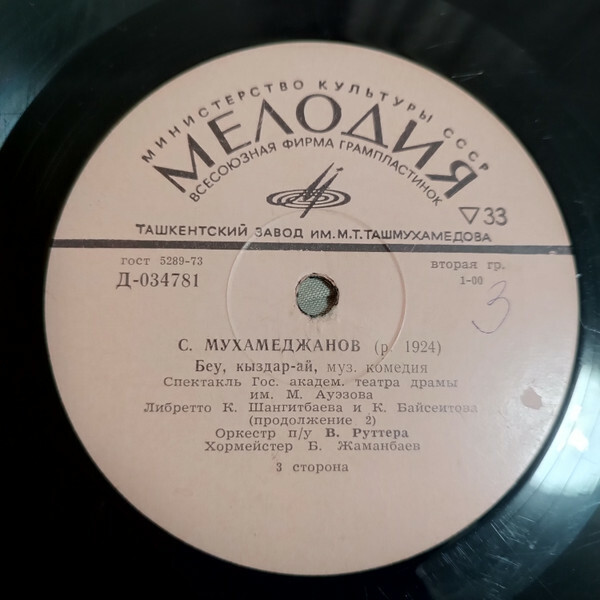 МИНИСТЕРСТВО КУЛЬТУРЫ СССР
МЕЛОДИЯ
ВСЕСОЮЗНАЯ ФИРМА ГРАМПЛАСТИНОК
▽33
ТАШКЕНТСКИЙ ЗАВОД ИМ. М.Т. ТАШМУХАМЕДОВА
гост 5289-73
вторая гр.
Д-034781
1-00
3
С. МУХАМЕДЖАНОВ (р. 1924)
Беу, кыздар-ай, муз. комедия
Спектакль Гос. академ. театра драмы
им. М. Ауэзова
Либретто К. Шангитбаева и К. Байсеитова
(продолжение 2)
Оркестр п/у В. Руттера
Хормейстер Б. Жаманбаев
3 сторона